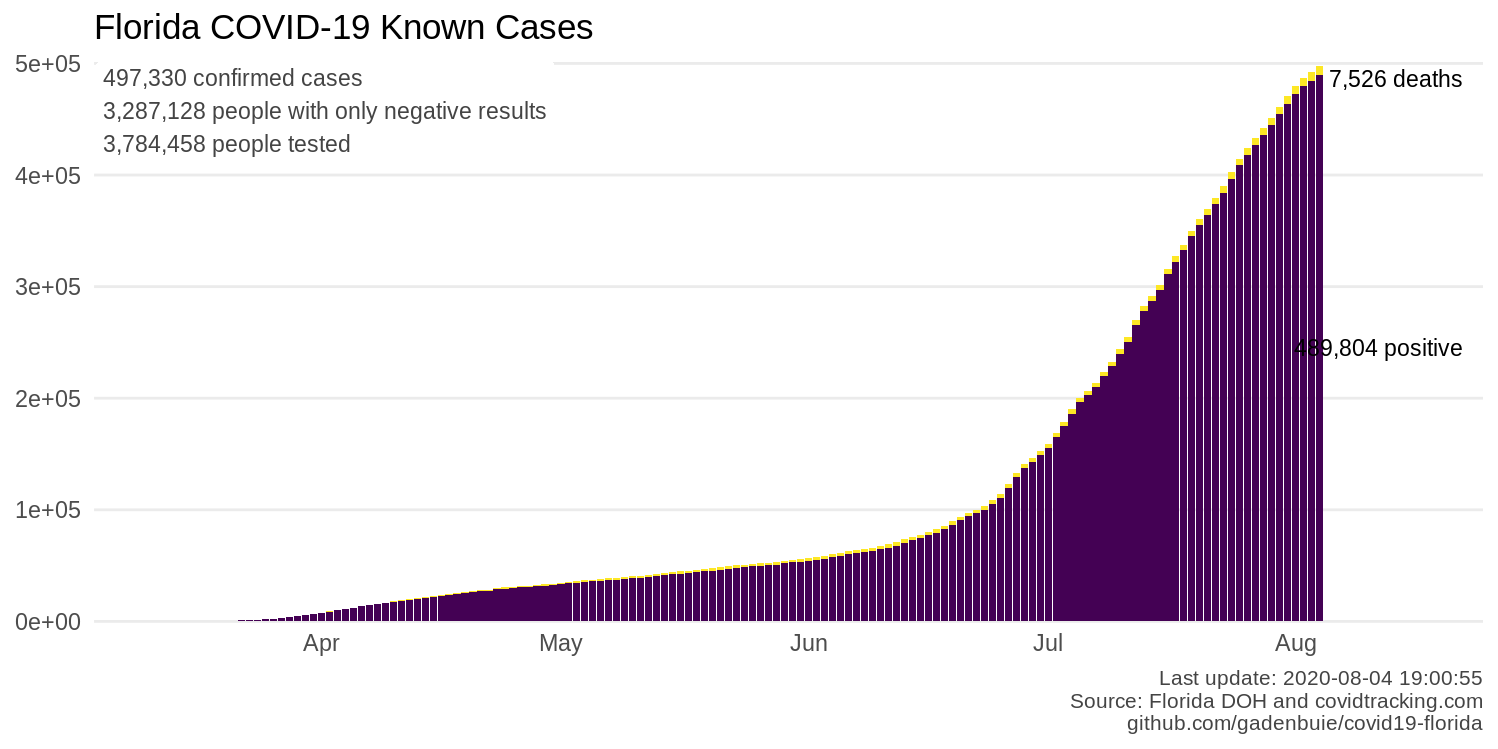 Florida COVID-19 Known Cases
5e+05
497,330 confirmed cases
3,287,128 people with only negative results
3,784,458 people tested
7,526 deaths
4e+05
3e+05
489,804 positive
2e+05
1e+05
0e+00
Apr May Jun Jul Aug
Last update: 2020-08-04 19:00:55
Source: Florida DOH and covidtracking.com
github.com/gadenbuie/covid19-florida